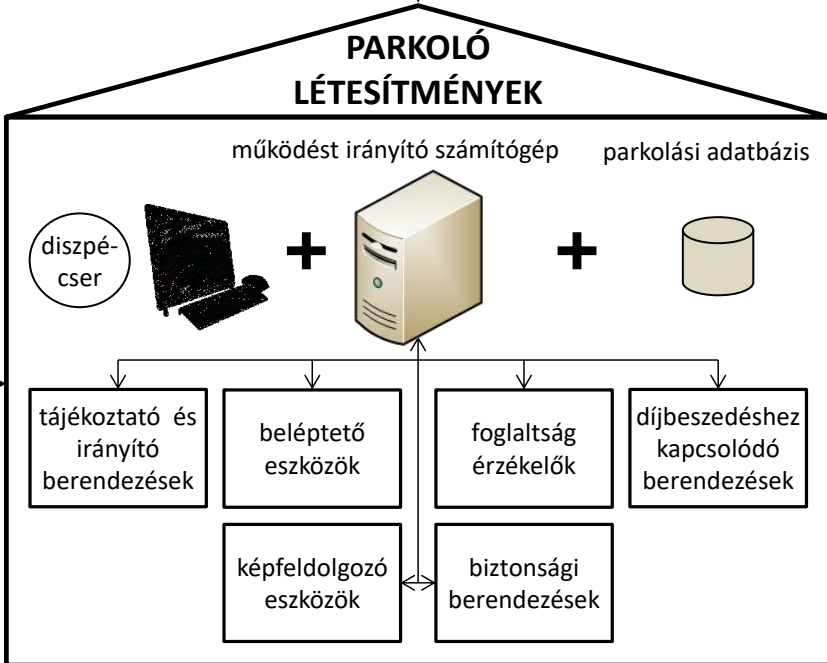 PARKOLÓ
LÉTESÍTMÉNYEK
működést irányító számítógép
parkolási adatbázis
diszpé-
cser
tájékoztató és
irányító
berendezések
beléptető
eszközök
foglaltság
érzékelők
díjbeszedéshez
kapcsolódó
berendezések
képfeldolgozó
eszközök
biztonsági
berendezések